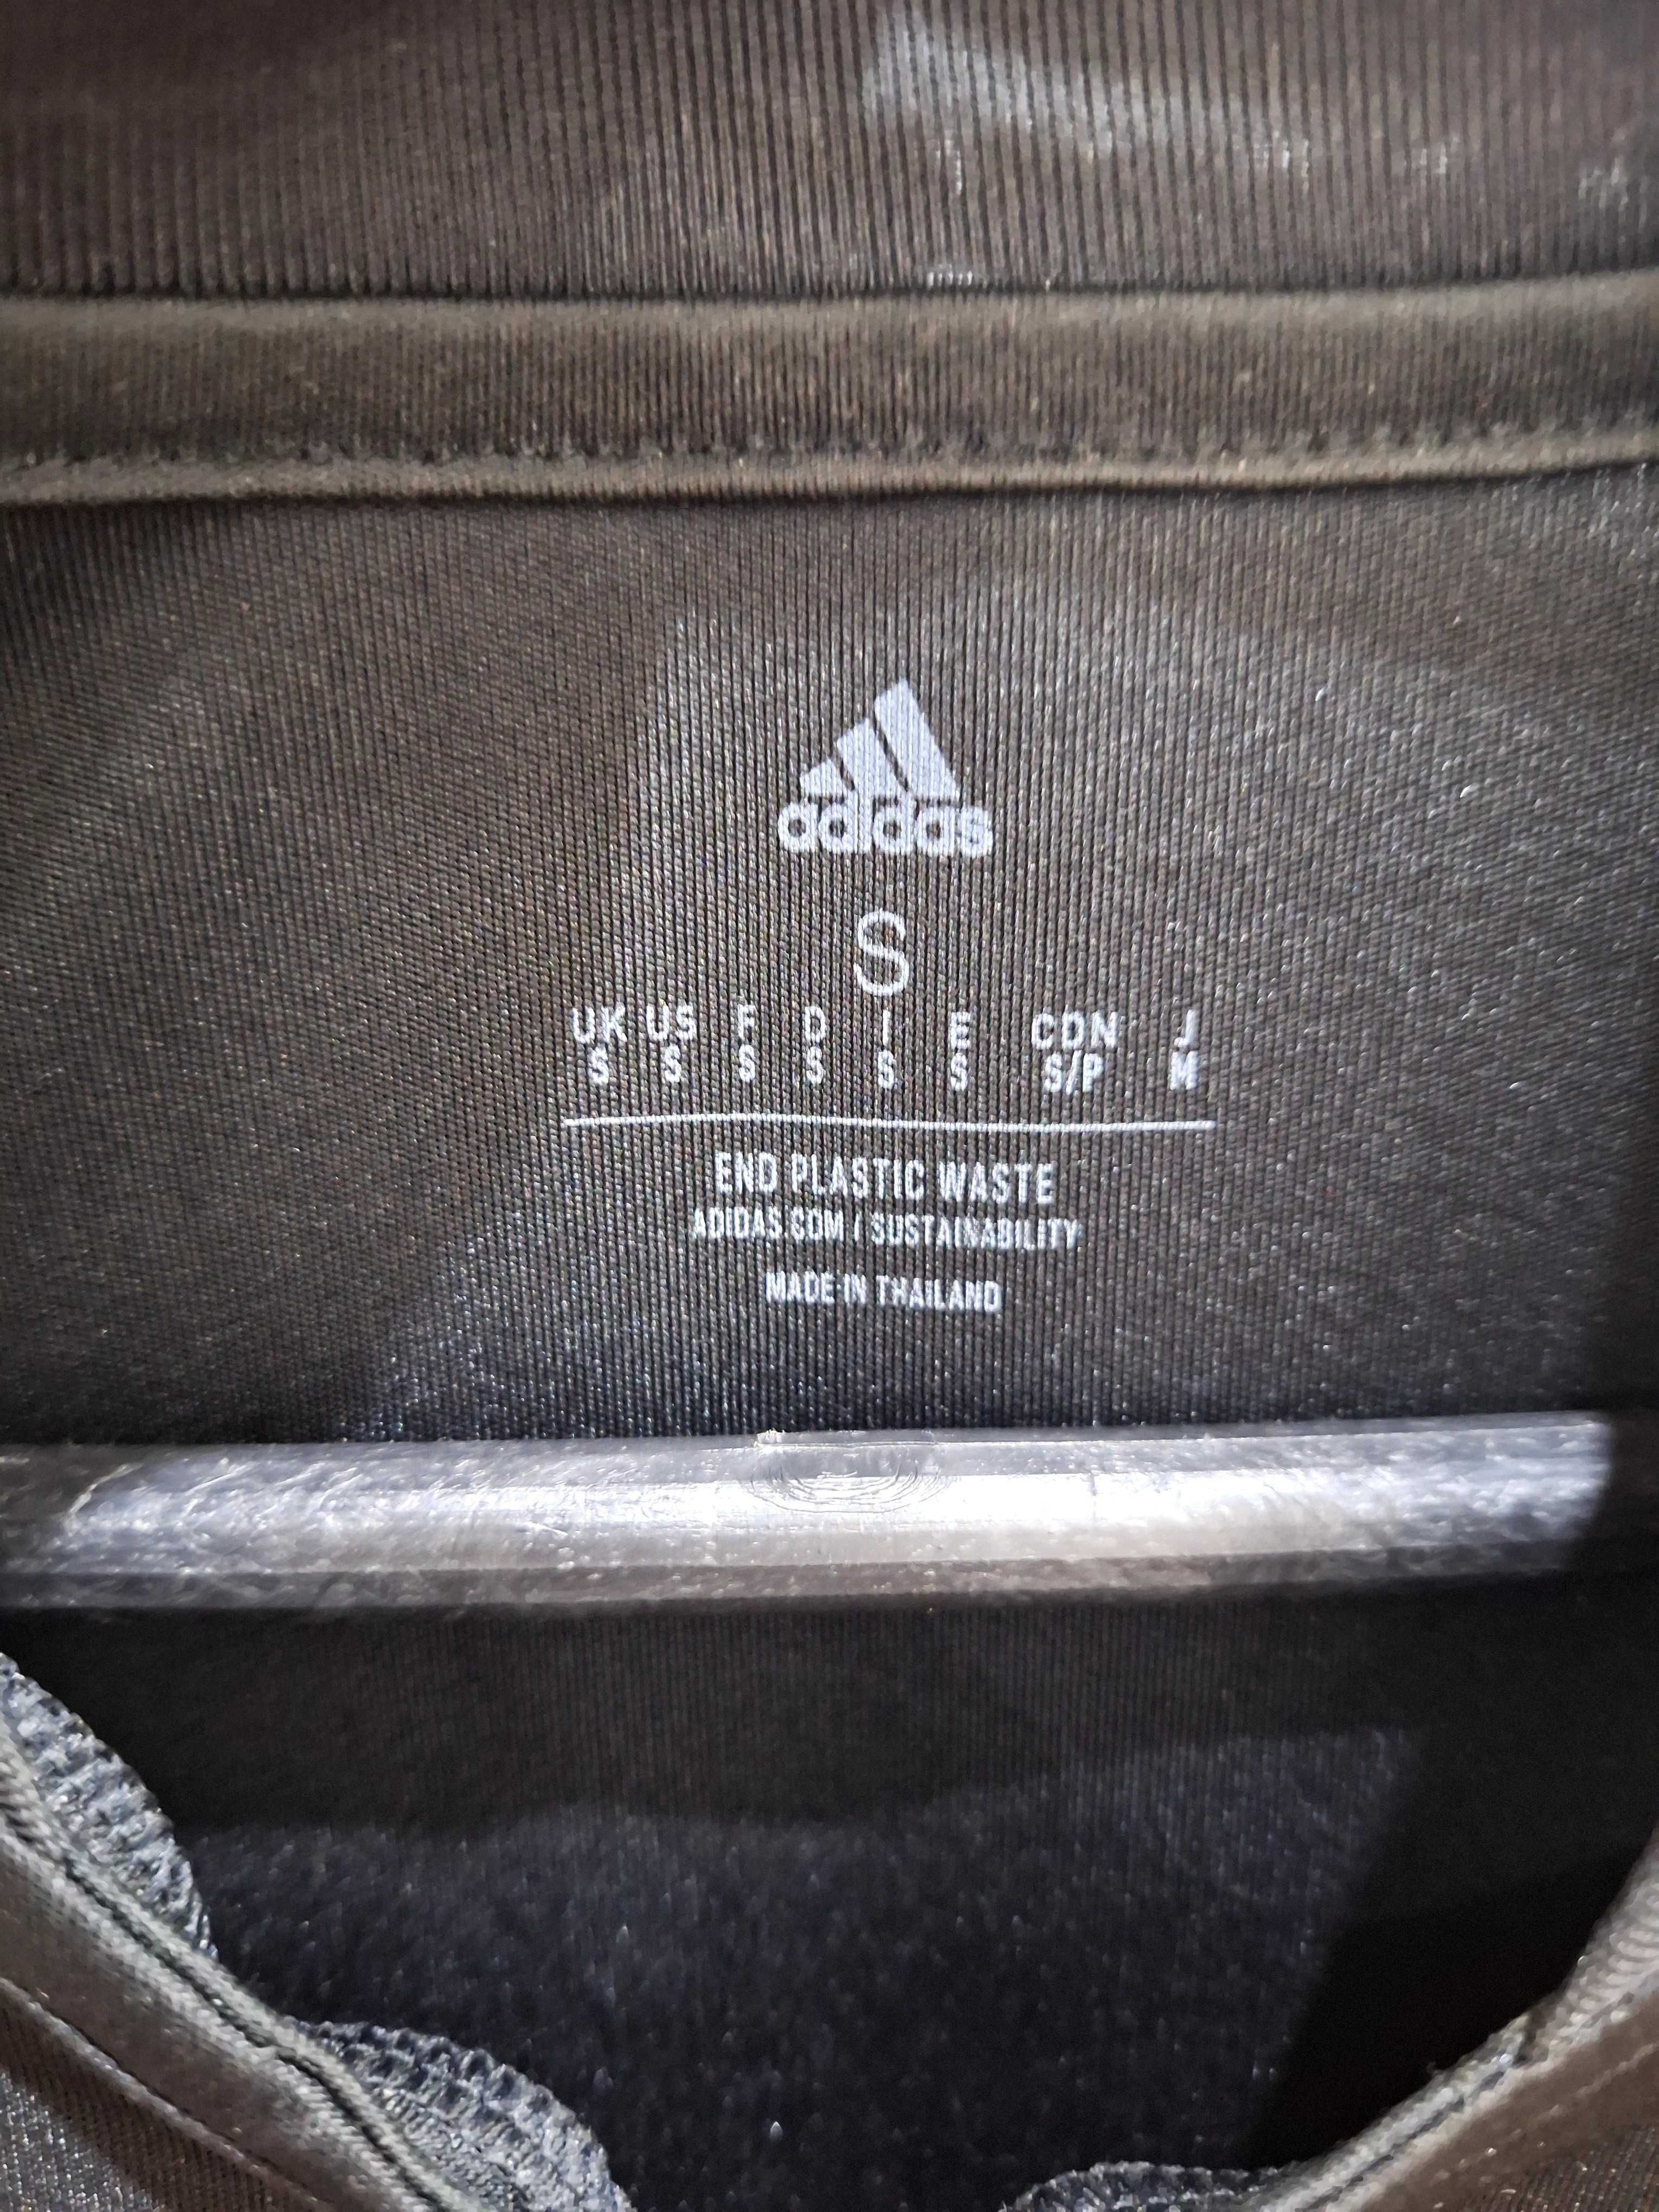 adidas
S
UK US F D I E CDN J
S S S S S S S/P M
END PLASTIC WASTE
ADIDAS.COM / SUSTAINABILITY
MADE IN THAILAND